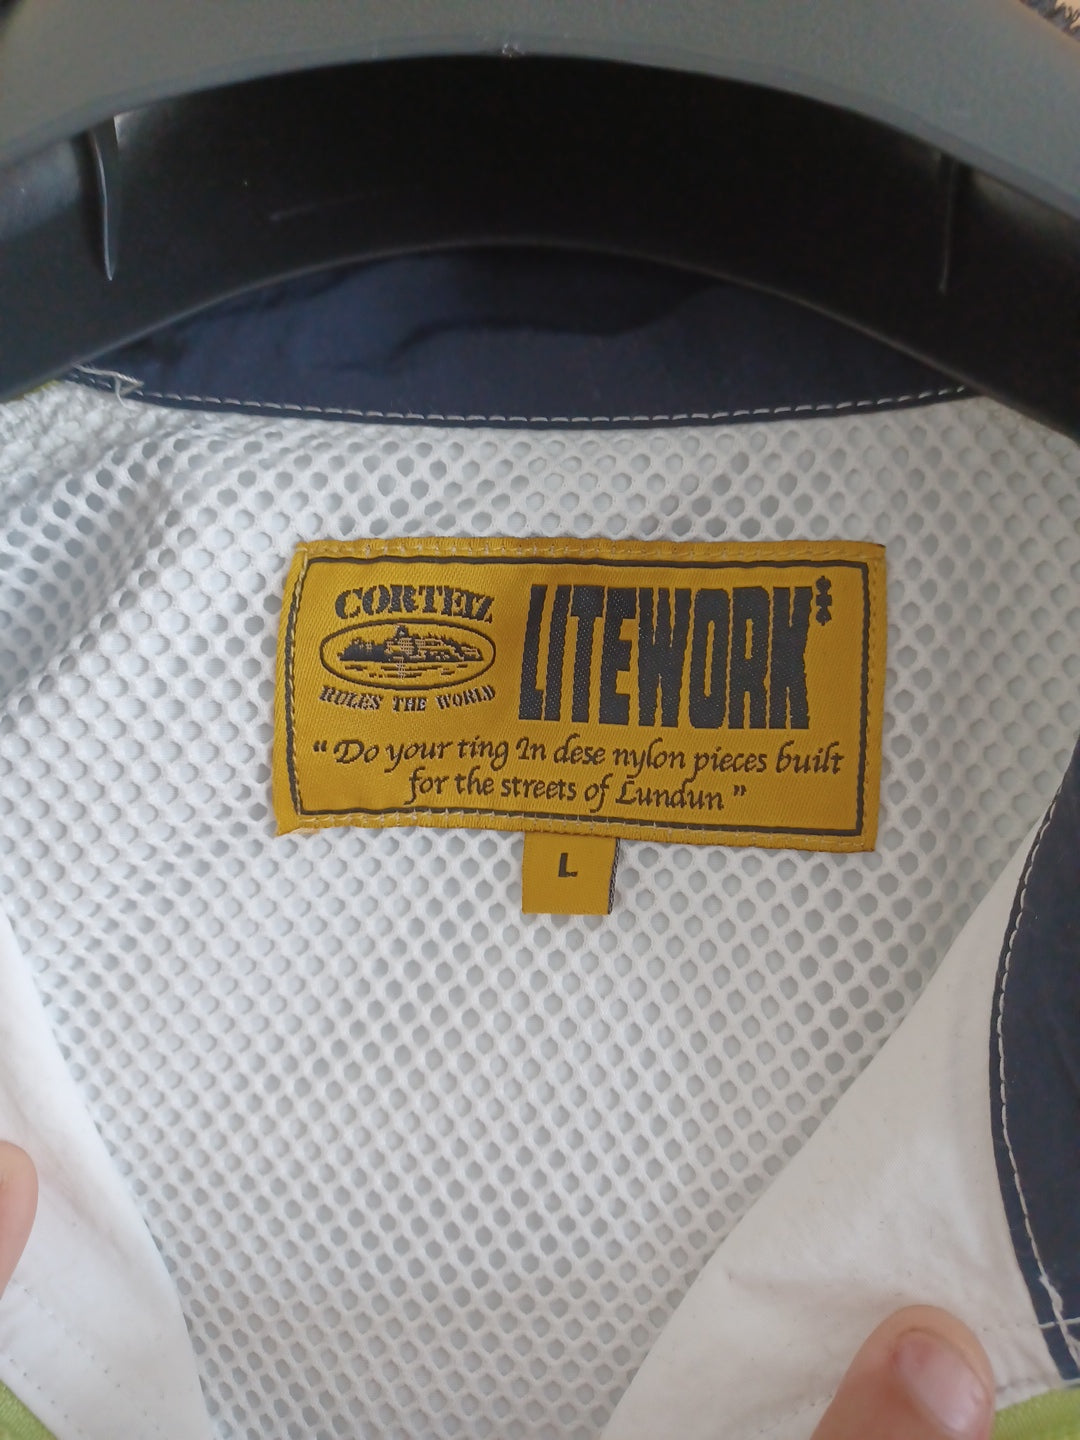 CORTEIZ
RULES THE WORLD
LITEWORK
“Do your ting In dese nylon pieces built
for the streets of Lundun”
L